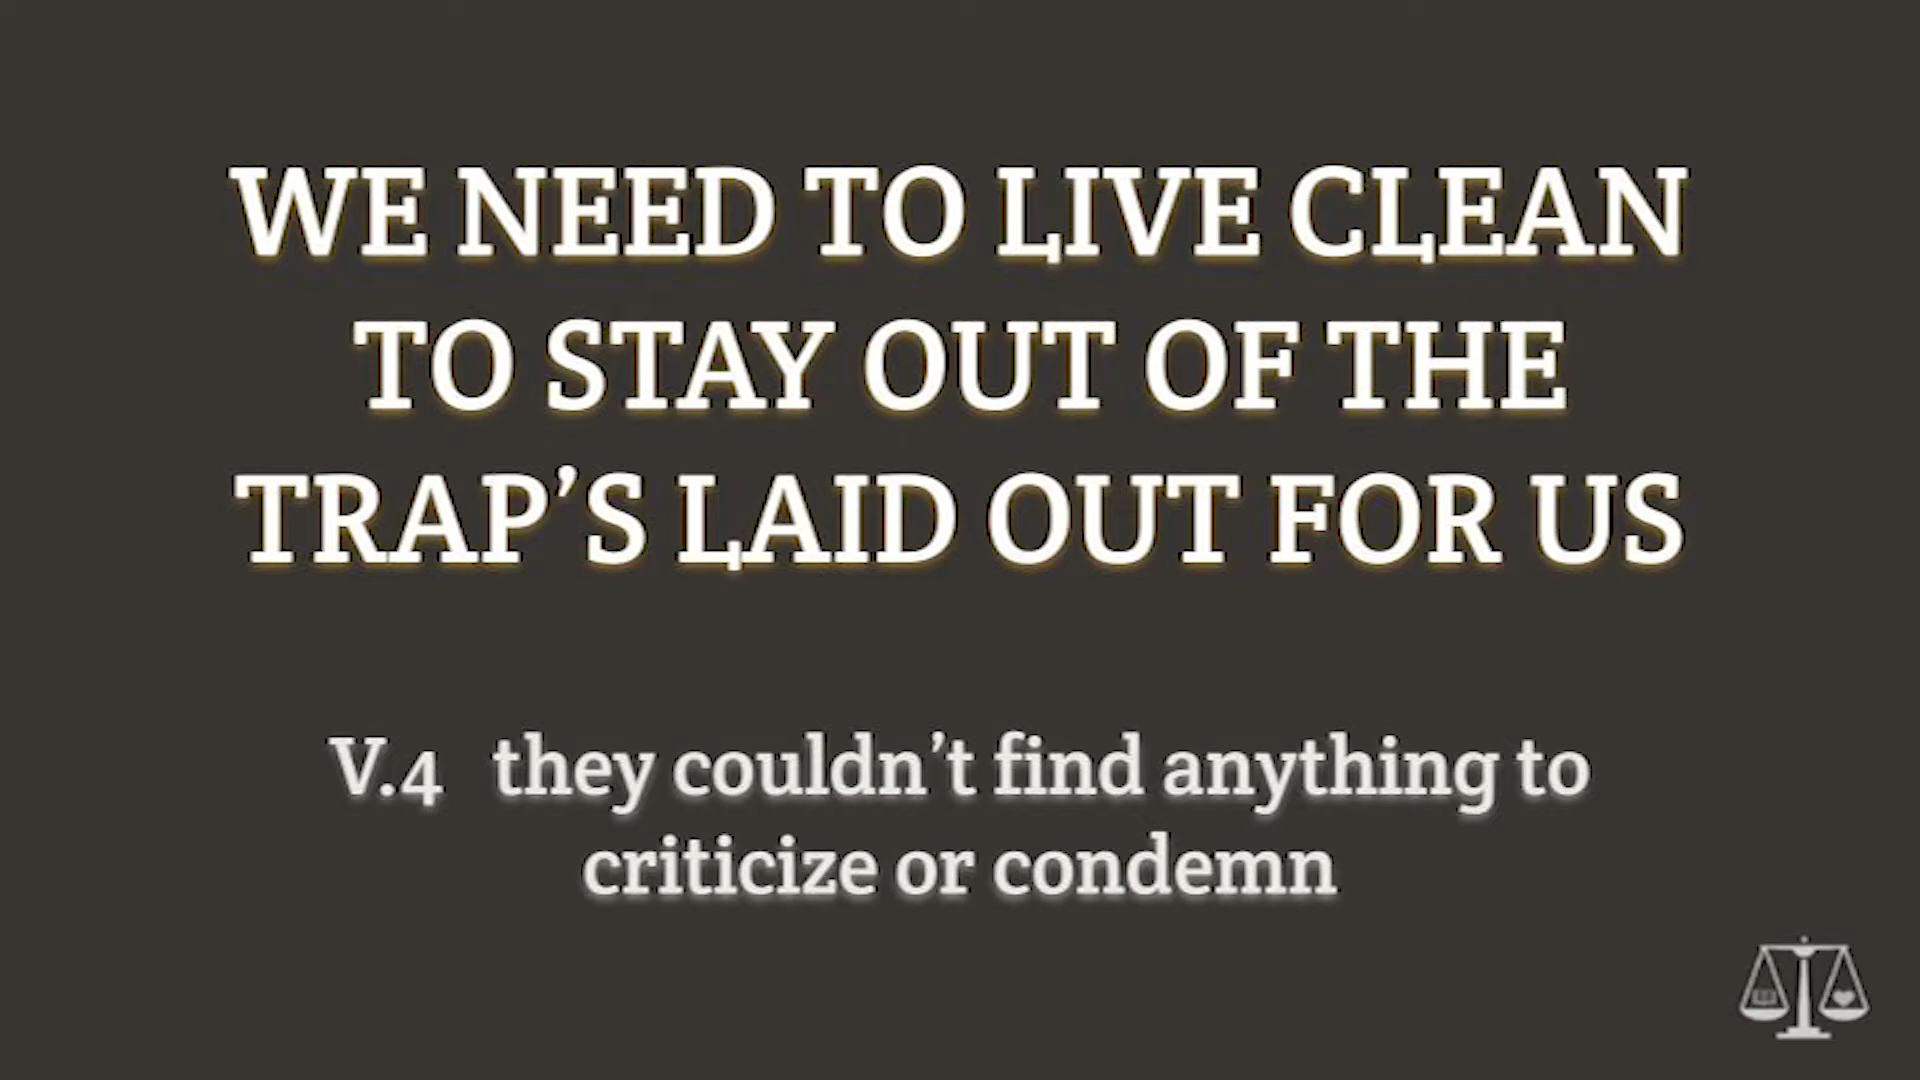 WE NEED TO LIVE CLEAN
TO STAY OUT OF THE
TRAP’S LAID OUT FOR US
V.4 they couldn’t find anything to
criticize or condemn